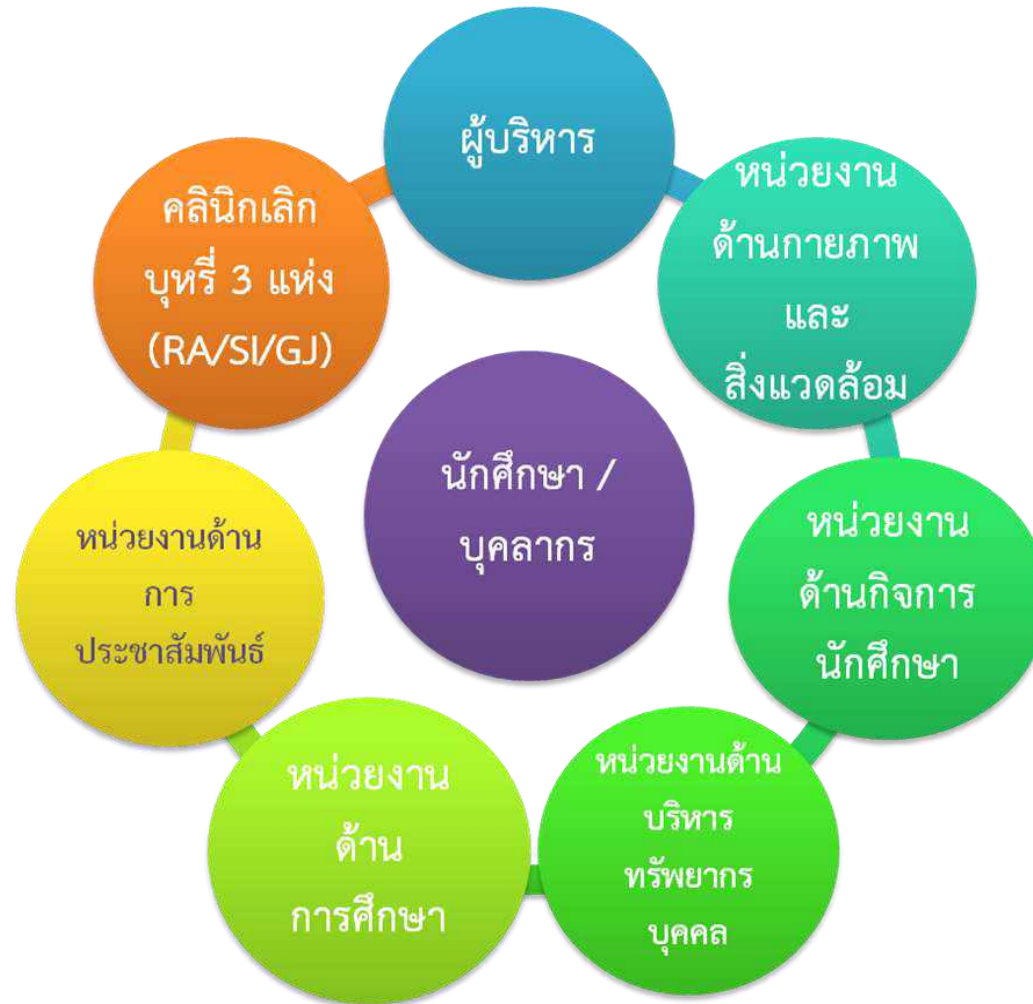 ผู้บริหาร
หน่วยงาน
ด้านกายภาพ
และ
สิ่งแวดล้อม
หน่วยงาน
ด้านกิจการ
นักศึกษา
หน่วยงานด้าน
บริหาร
ทรัพยากร
บุคคล
หน่วยงาน
ด้าน
การศึกษา
หน่วยงานด้าน
การ
ประชาสัมพันธ์
คลินิกเลิก
บุหรี่ 3 แห่ง
(RA/SI/GJ)
นักศึกษา /
บุคลากร